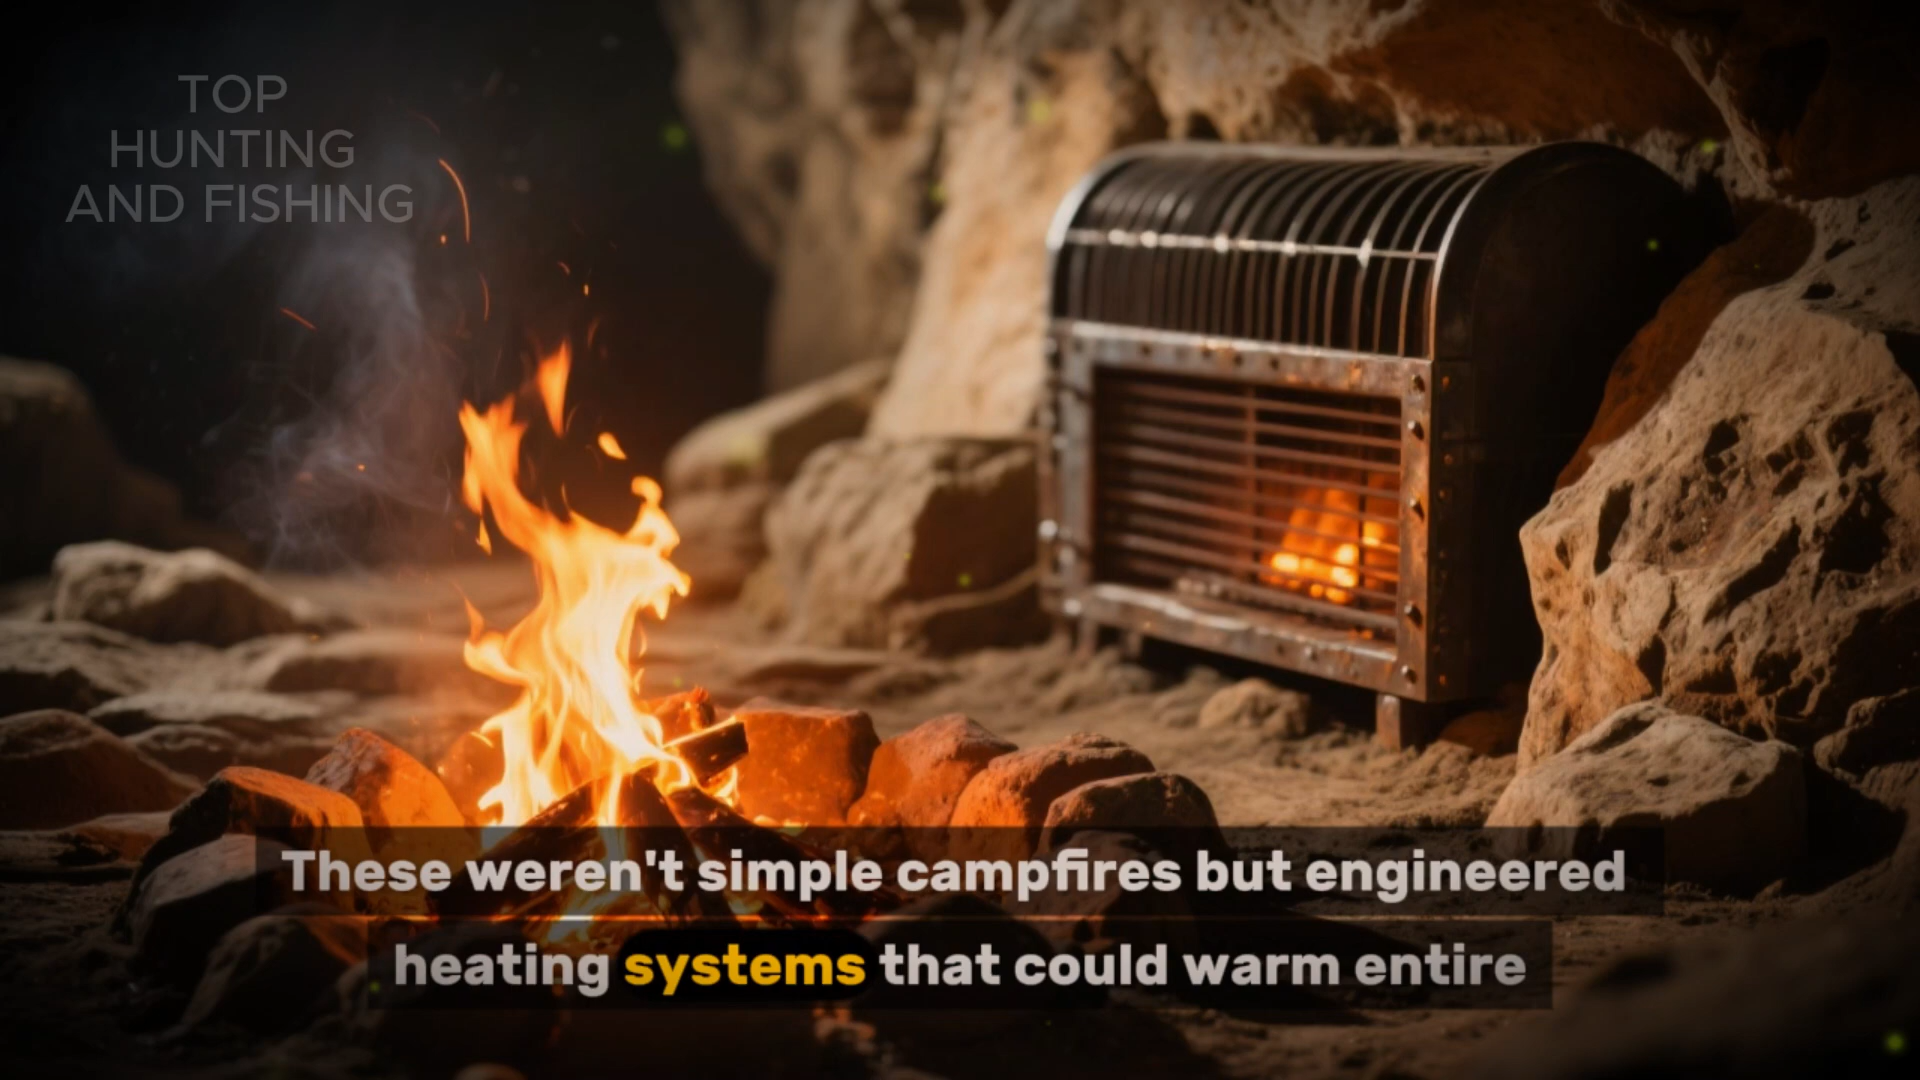 TOP
HUNTING
AND FISHING
These weren't simple campfires but engineered
heating systems that could warm entire